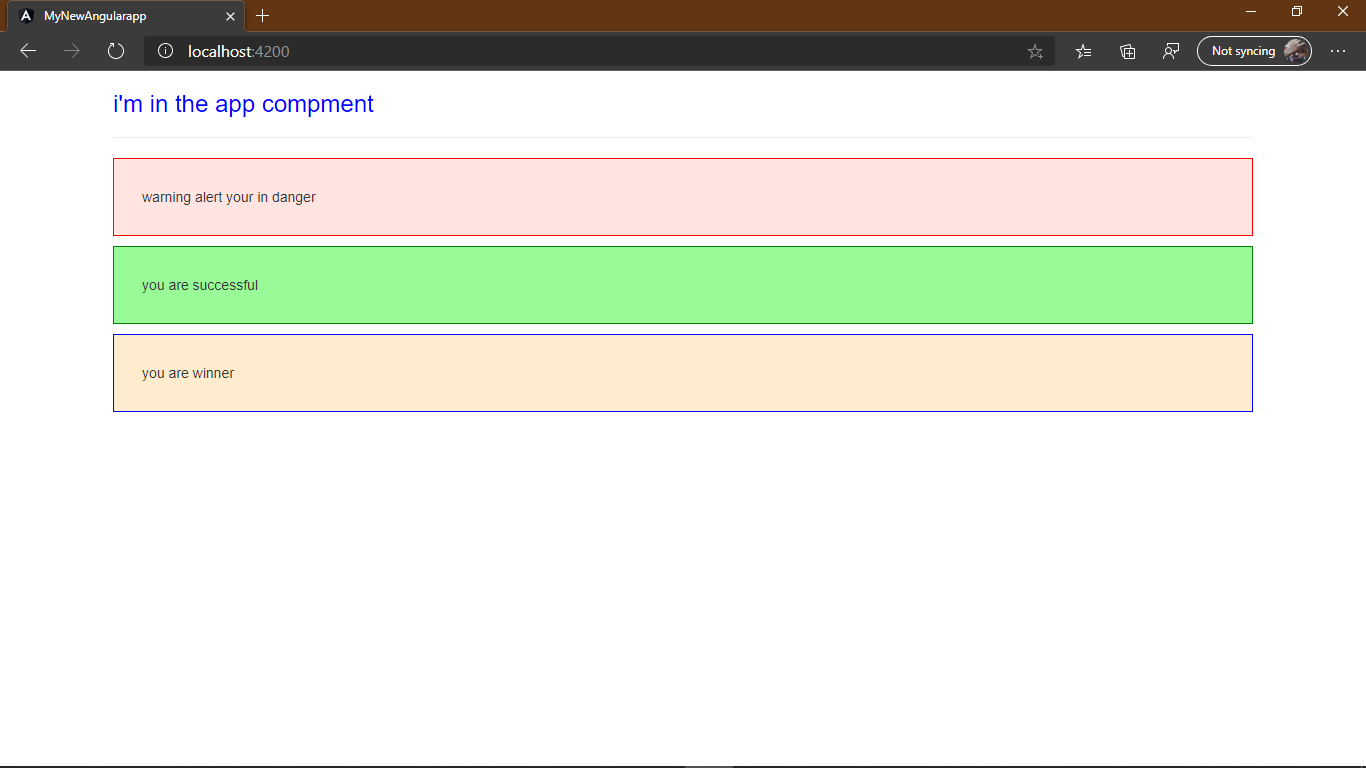 MyNewAngularapp
localhost:4200
Not syncing
i'm in the app compment
warning alert your in danger
you are successful
you are winner